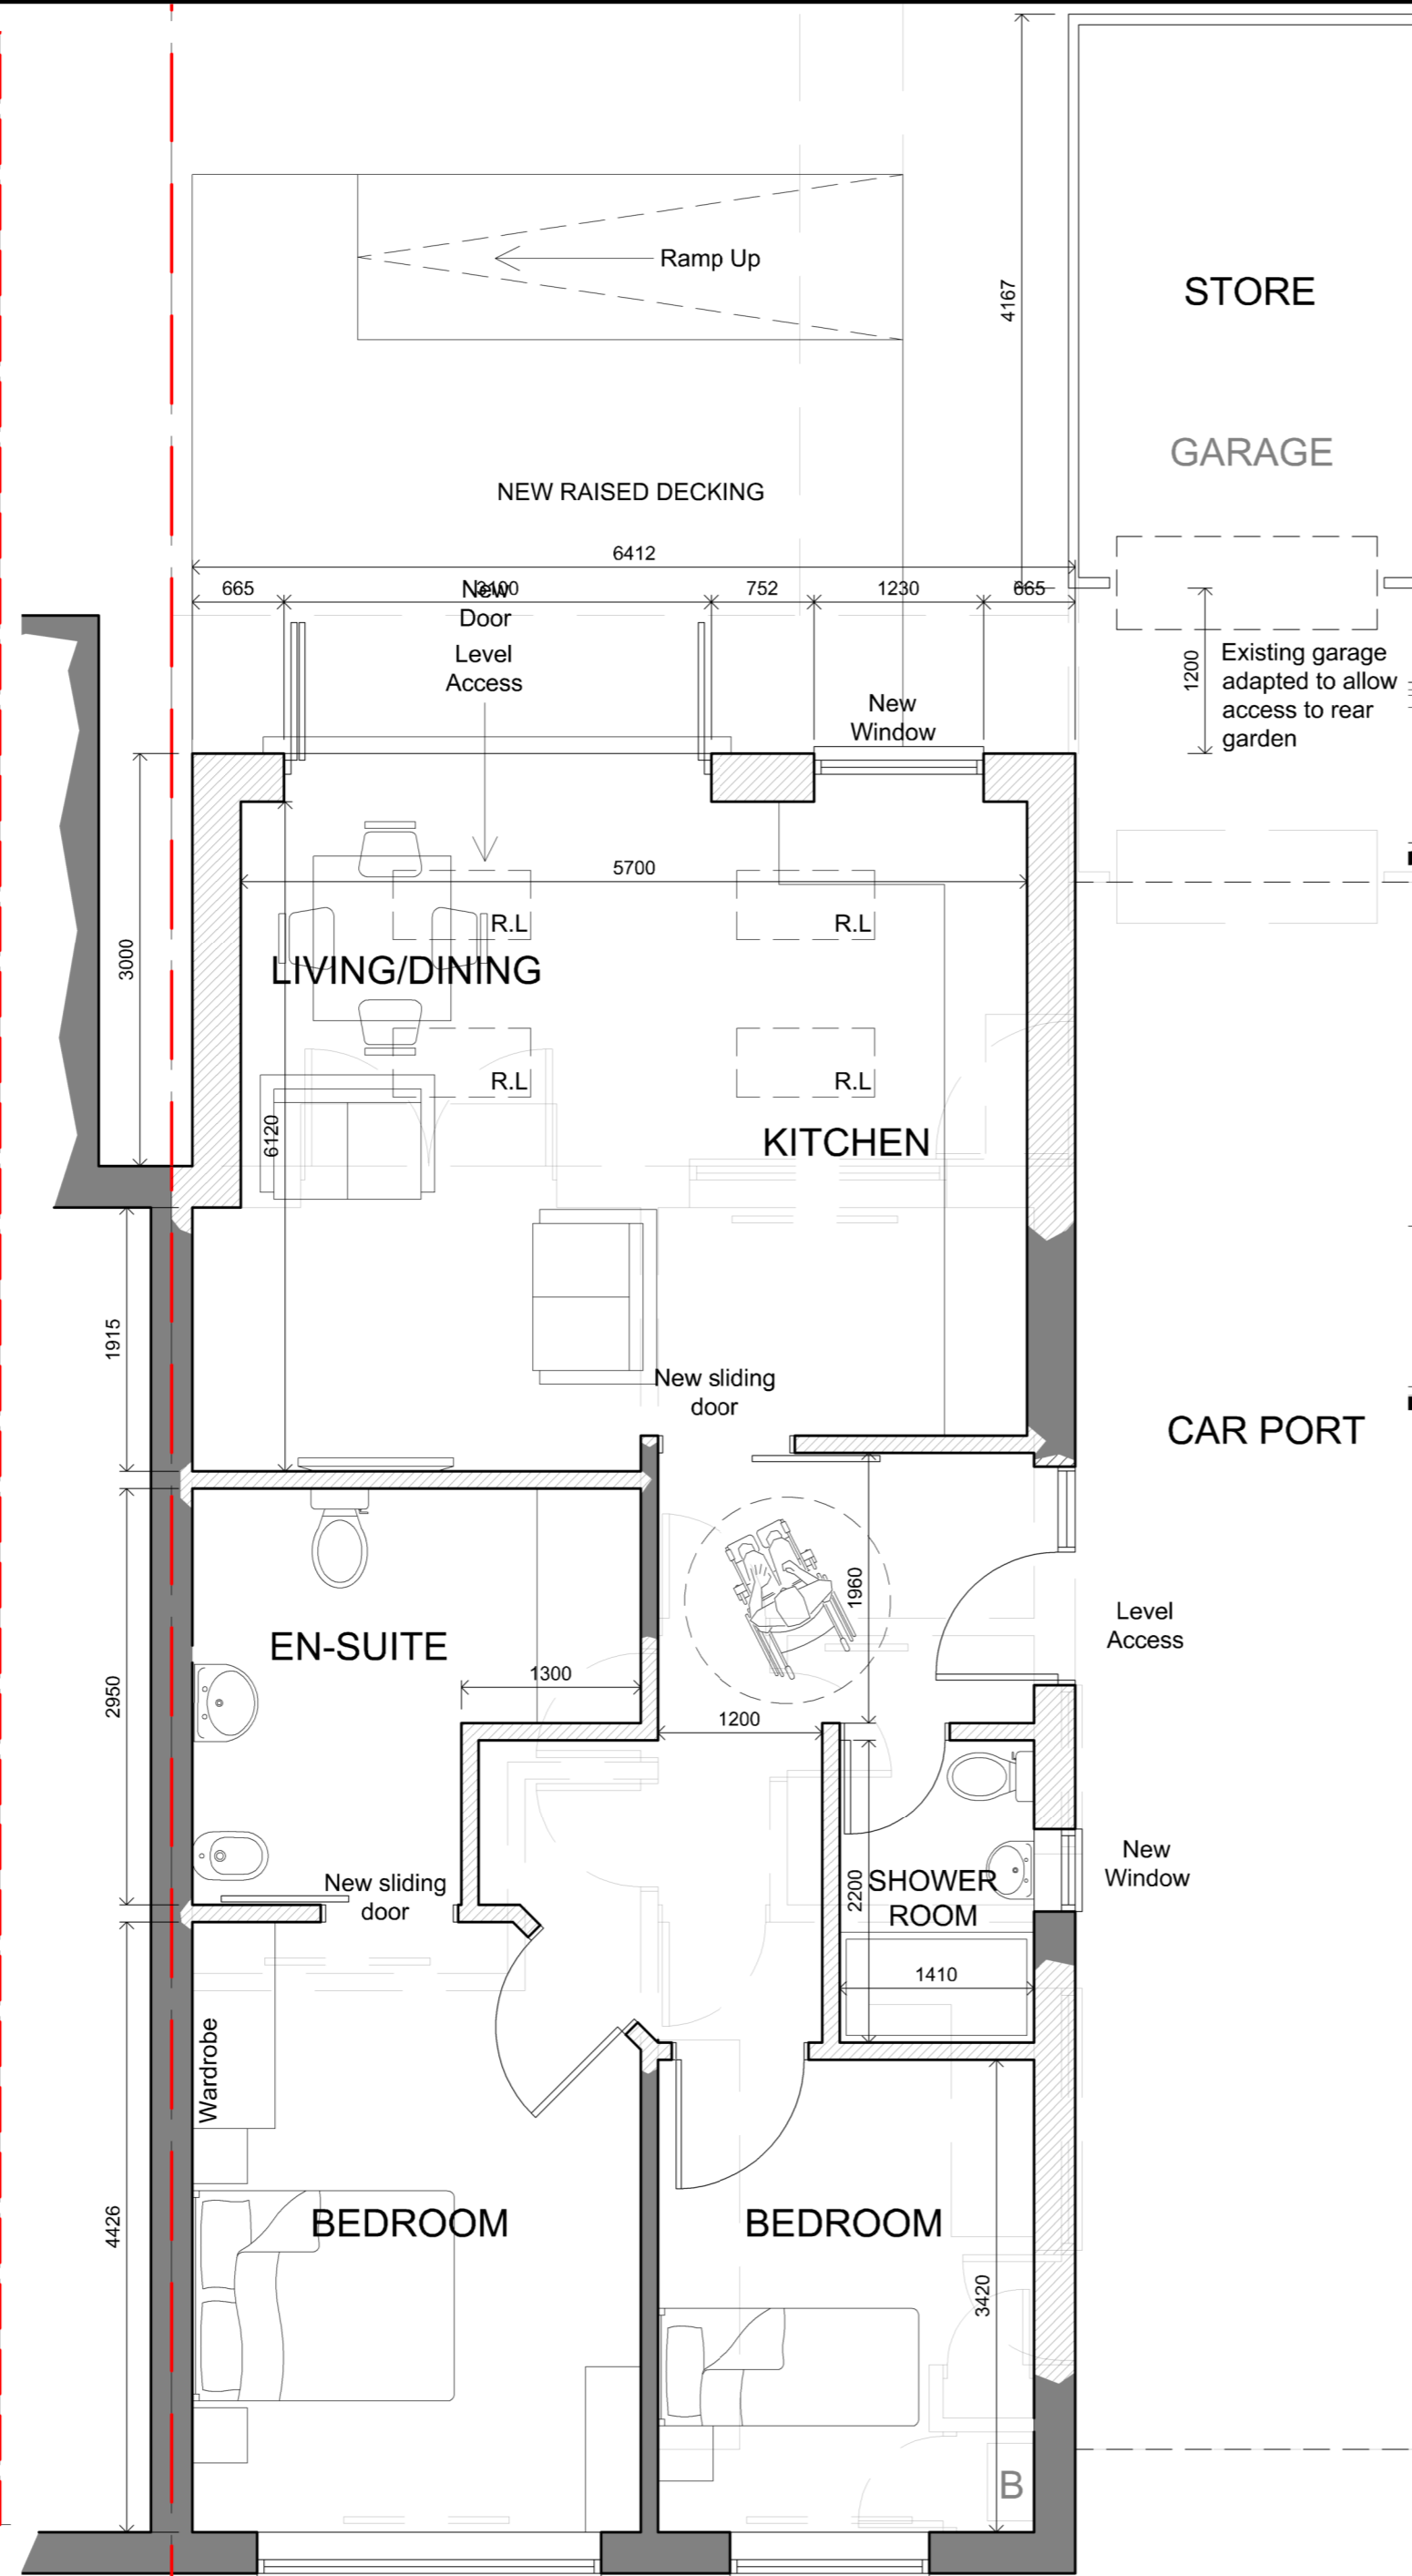 Ramp Up
4167
STORE
GARAGE
NEW RAISED DECKING
6412
665
3100
752
1230
665
New
Door
Level
Access
New
Window
1200
Existing garage
adapted to allow
access to rear
garden
5700
3000
R.L
R.L
LIVING/DINING
R.L
R.L
6120
KITCHEN
1915
New sliding
door
CAR PORT
1960
Level
Access
EN-SUITE
1300
1200
2950
New
Window
2200
SHOWER
ROOM
New sliding
door
1410
Wardrobe
4426
BEDROOM
BEDROOM
3420
B